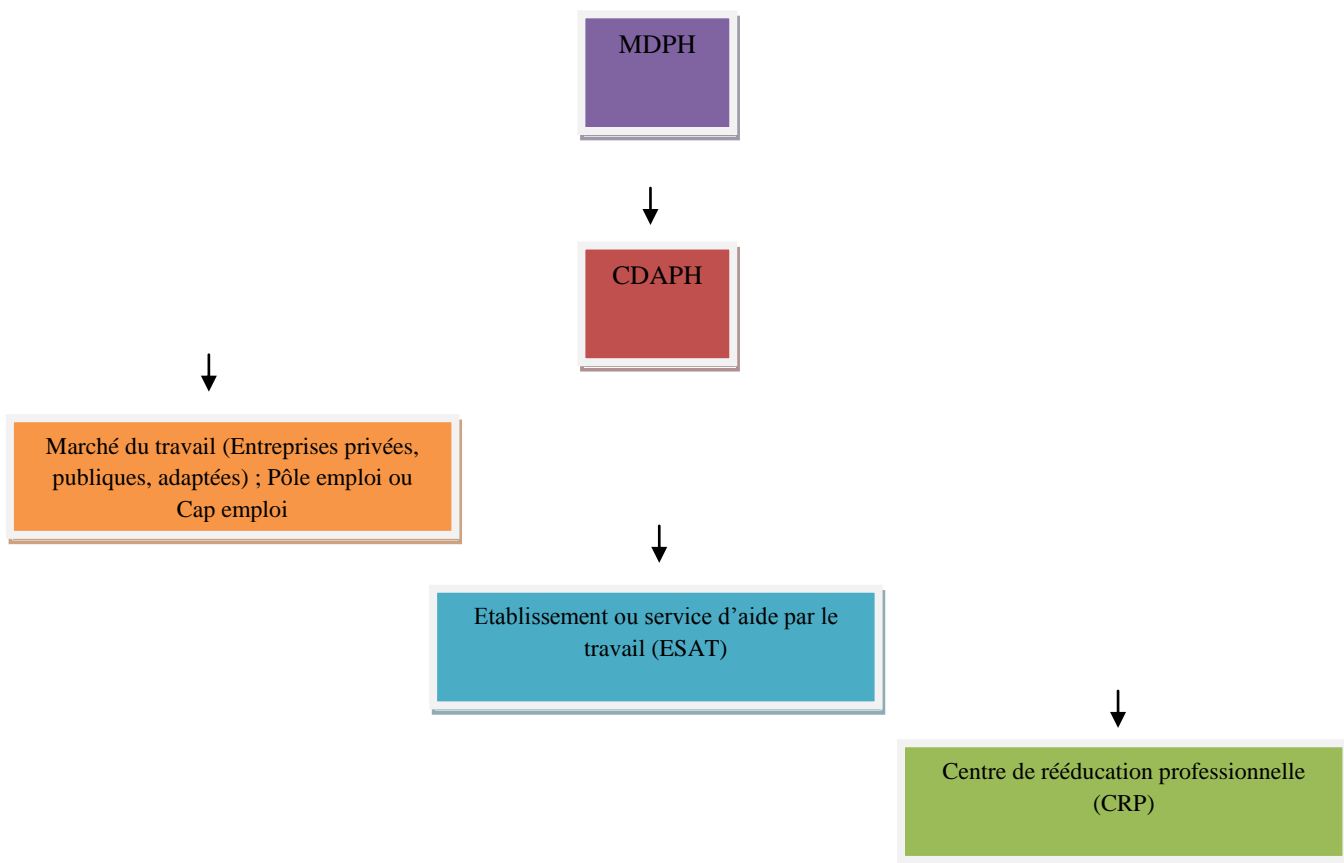 MDPH
CDAPH
Marché du travail (Entreprises privées,
publiques, adaptées) ; Pôle emploi ou
Cap emploi
Etablissement ou service d’aide par le
travail (ESAT)
Centre de rééducation professionnelle
(CRP)